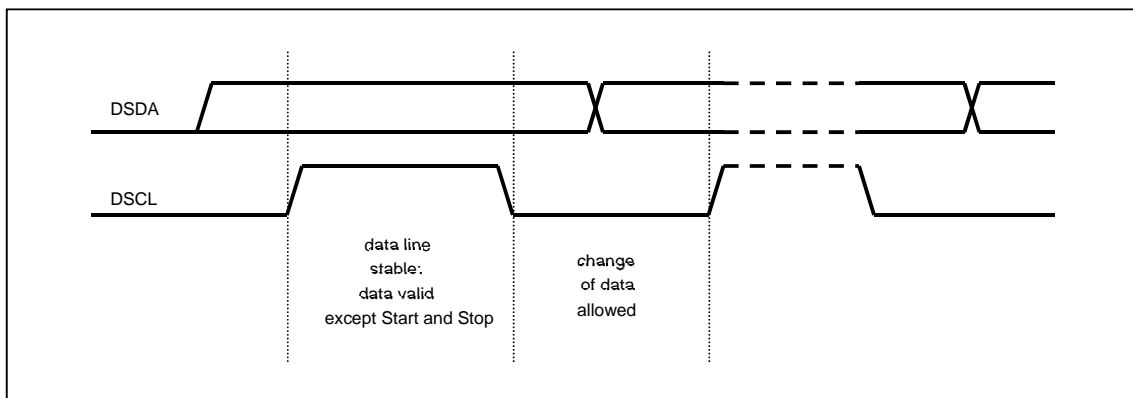 DSDA
DSCL
data line
stable:
data valid
except Start and Stop
change
of data
allowed